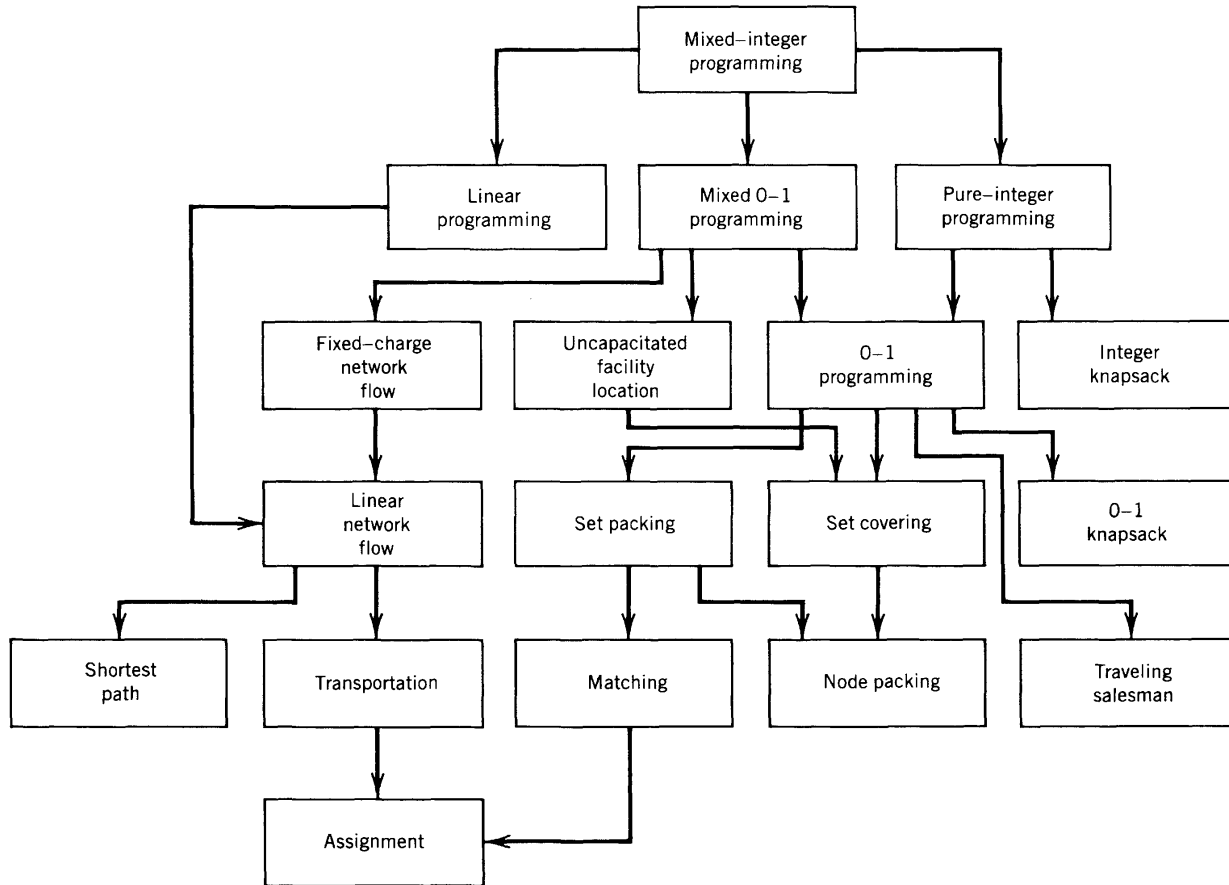 Mixed–integer
programming
Linear
programming
Mixed 0–1
programming
Pure–integer
programming
Fixed–charge
network
flow
Uncapacitated
facility
location
0–1
programming
Integer
knapsack
Linear
network
flow
Set packing
Set covering
0–1
knapsack
Shortest
path
Transportation
Matching
Node packing
Traveling
salesman
Assignment